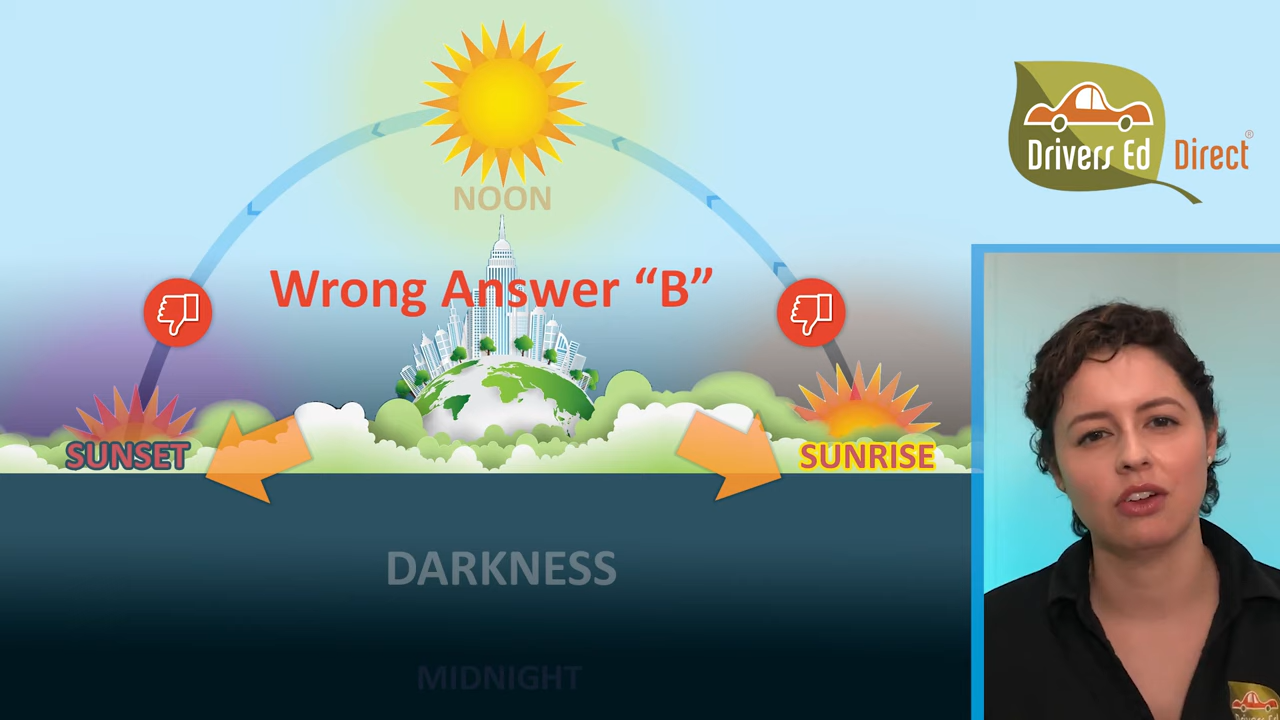 Drivers Ed Direct®
NOON
Wrong Answer “B”
SUNSET
SUNRISE
DARKNESS
MIDNIGHT